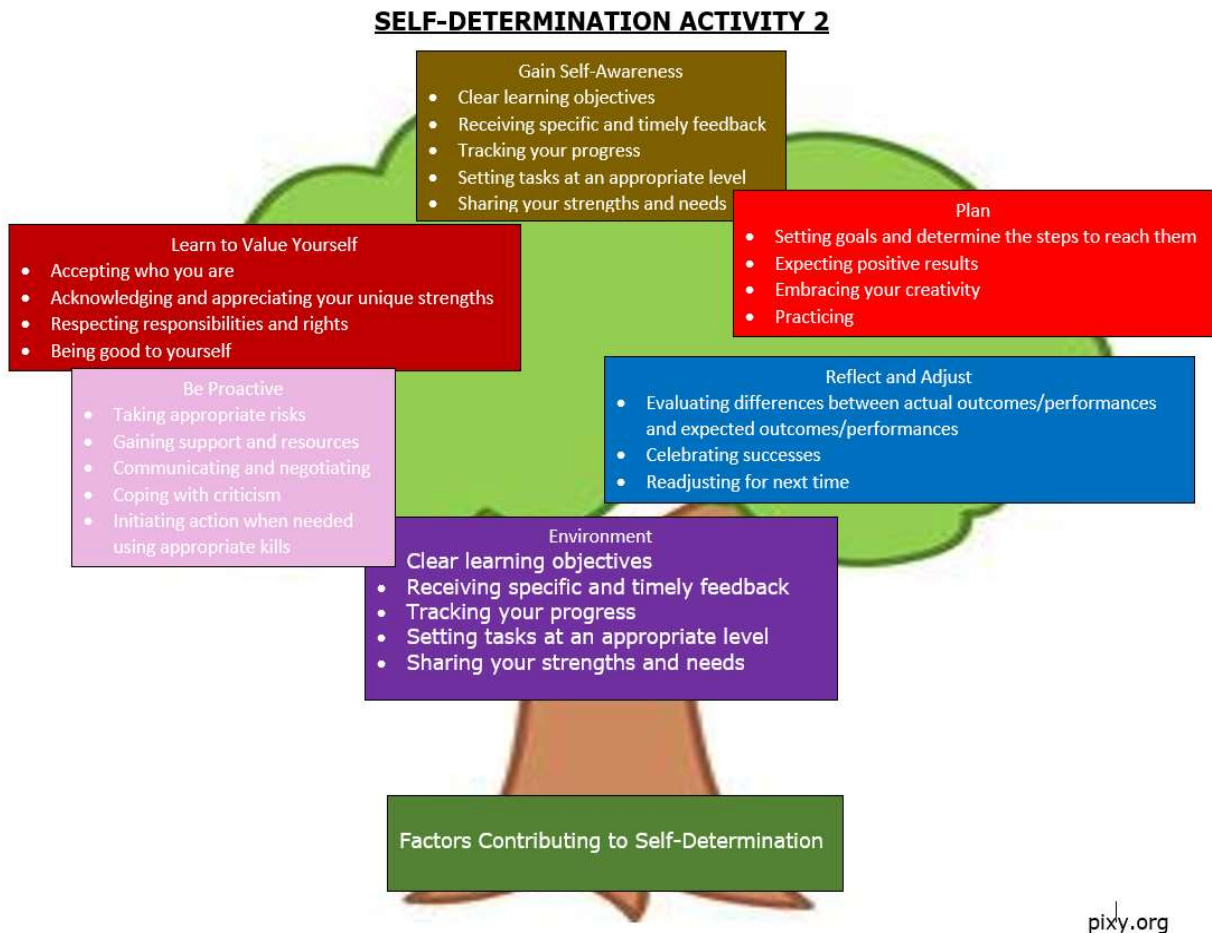 SELF-DETERMINATION ACTIVITY 2
Gain Self-Awareness
• Clear learning objectives
• Receiving specific and timely feedback
• Tracking your progress
• Setting tasks at an appropriate level
• Sharing your strengths and needs
Plan
• Setting goals and determine the steps to reach them
• Expecting positive results
• Embracing your creativity
• Practicing
Learn to Value Yourself
• Accepting who you are
• Acknowledging and appreciating your unique strengths
• Respecting responsibilities and rights
• Being good to yourself
Be Proactive
• Taking appropriate risks
• Gaining support and resources
• Communicating and negotiating
• Coping with criticism
• Initiating action when needed
using appropriate kills
Reflect and Adjust
• Evaluating differences between actual outcomes/performances
and expected outcomes/performances
• Celebrating successes
• Readjusting for next time
Environment
Clear learning objectives
• Receiving specific and timely feedback
• Tracking your progress
• Setting tasks at an appropriate level
• Sharing your strengths and needs
Factors Contributing to Self-Determination
pixy.org